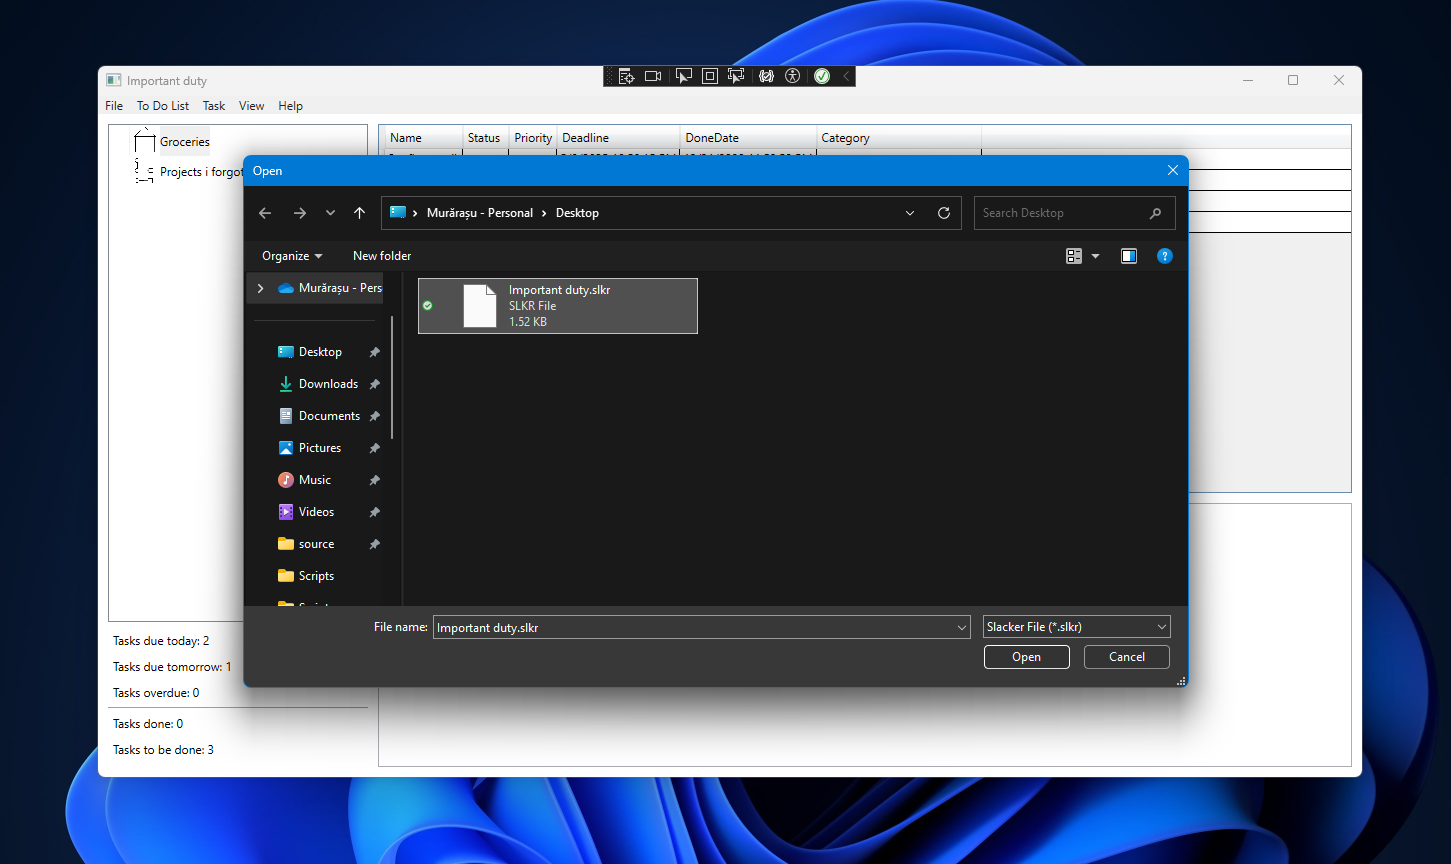 Important duty
File To Do List Task View Help
Groceries
Projects i forgot
Name Status Priority Deadline DoneDate Category
Open
Murărașu - Personal Desktop
Search Desktop
Organize New folder
Murărașu - Pers
Desktop
Downloads
Documents
Pictures
Music
Videos
source
Scripts
Important duty.slkr
SLKR File
1.52 KB
File name: Important duty.slkr Slacker File (*.slkr)
Open Cancel
Tasks due today: 2
Tasks due tomorrow: 1
Tasks overdue: 0
Tasks done: 0
Tasks to be done: 3